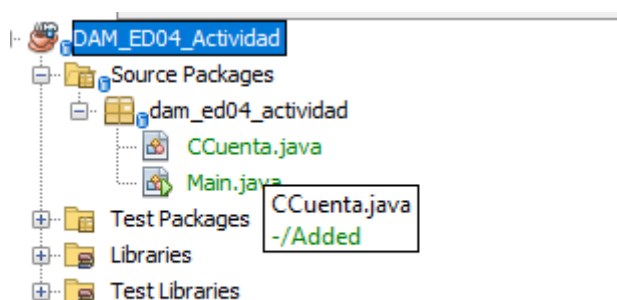 DAM_ED04_Actividad
Source Packages
dam_ed04_actividad
CCuenta.java
Main.java
CCuenta.java
-/Added
Test Packages
Libraries
Test Libraries